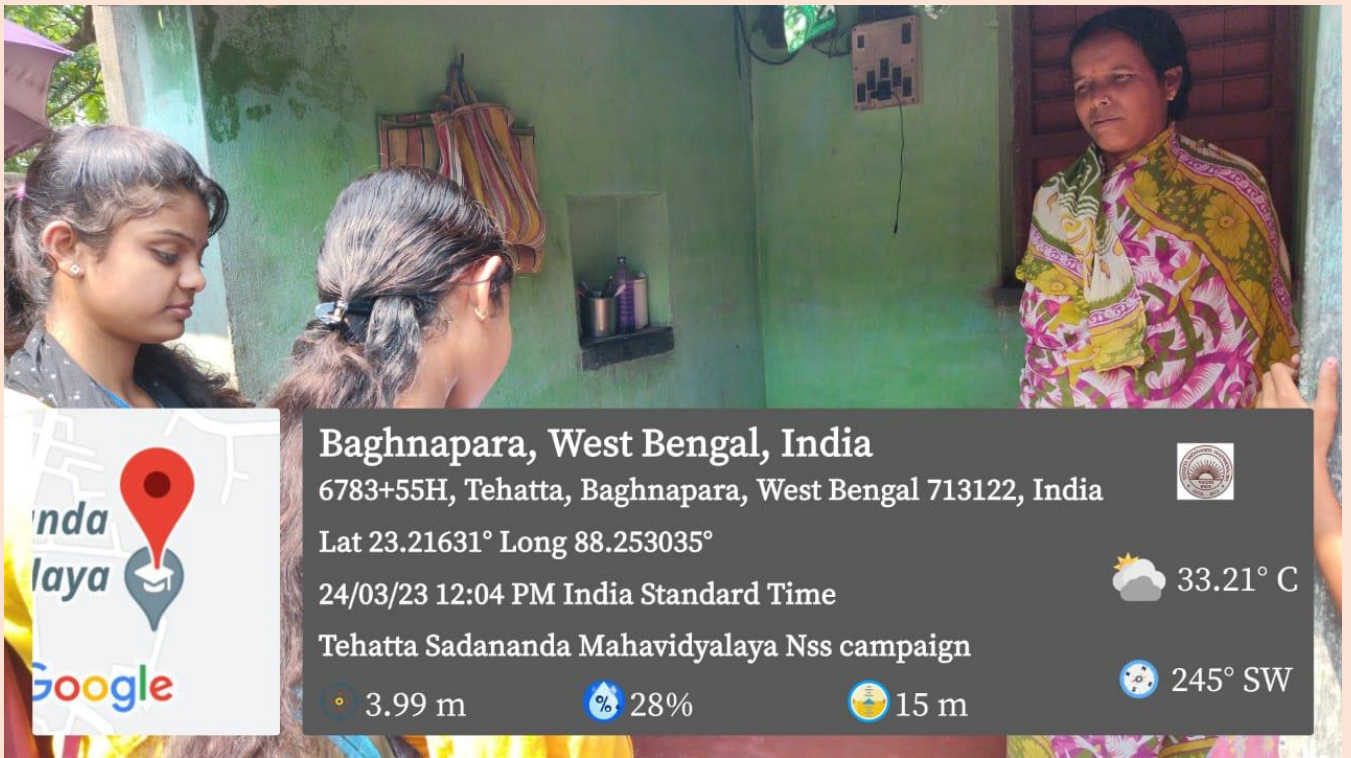 Baghnapara, West Bengal, India
6783+55H, Tehatta, Baghnapara, West Bengal 713122, India
Lat 23.21631° Long 88.253035°
24/03/23 12:04 PM India Standard Time
Tehatta Sadananda Mahavidyalaya Nss campaign
33.21° C
245° SW
3.99 m
%
28%
15 m
nda
laya
Google